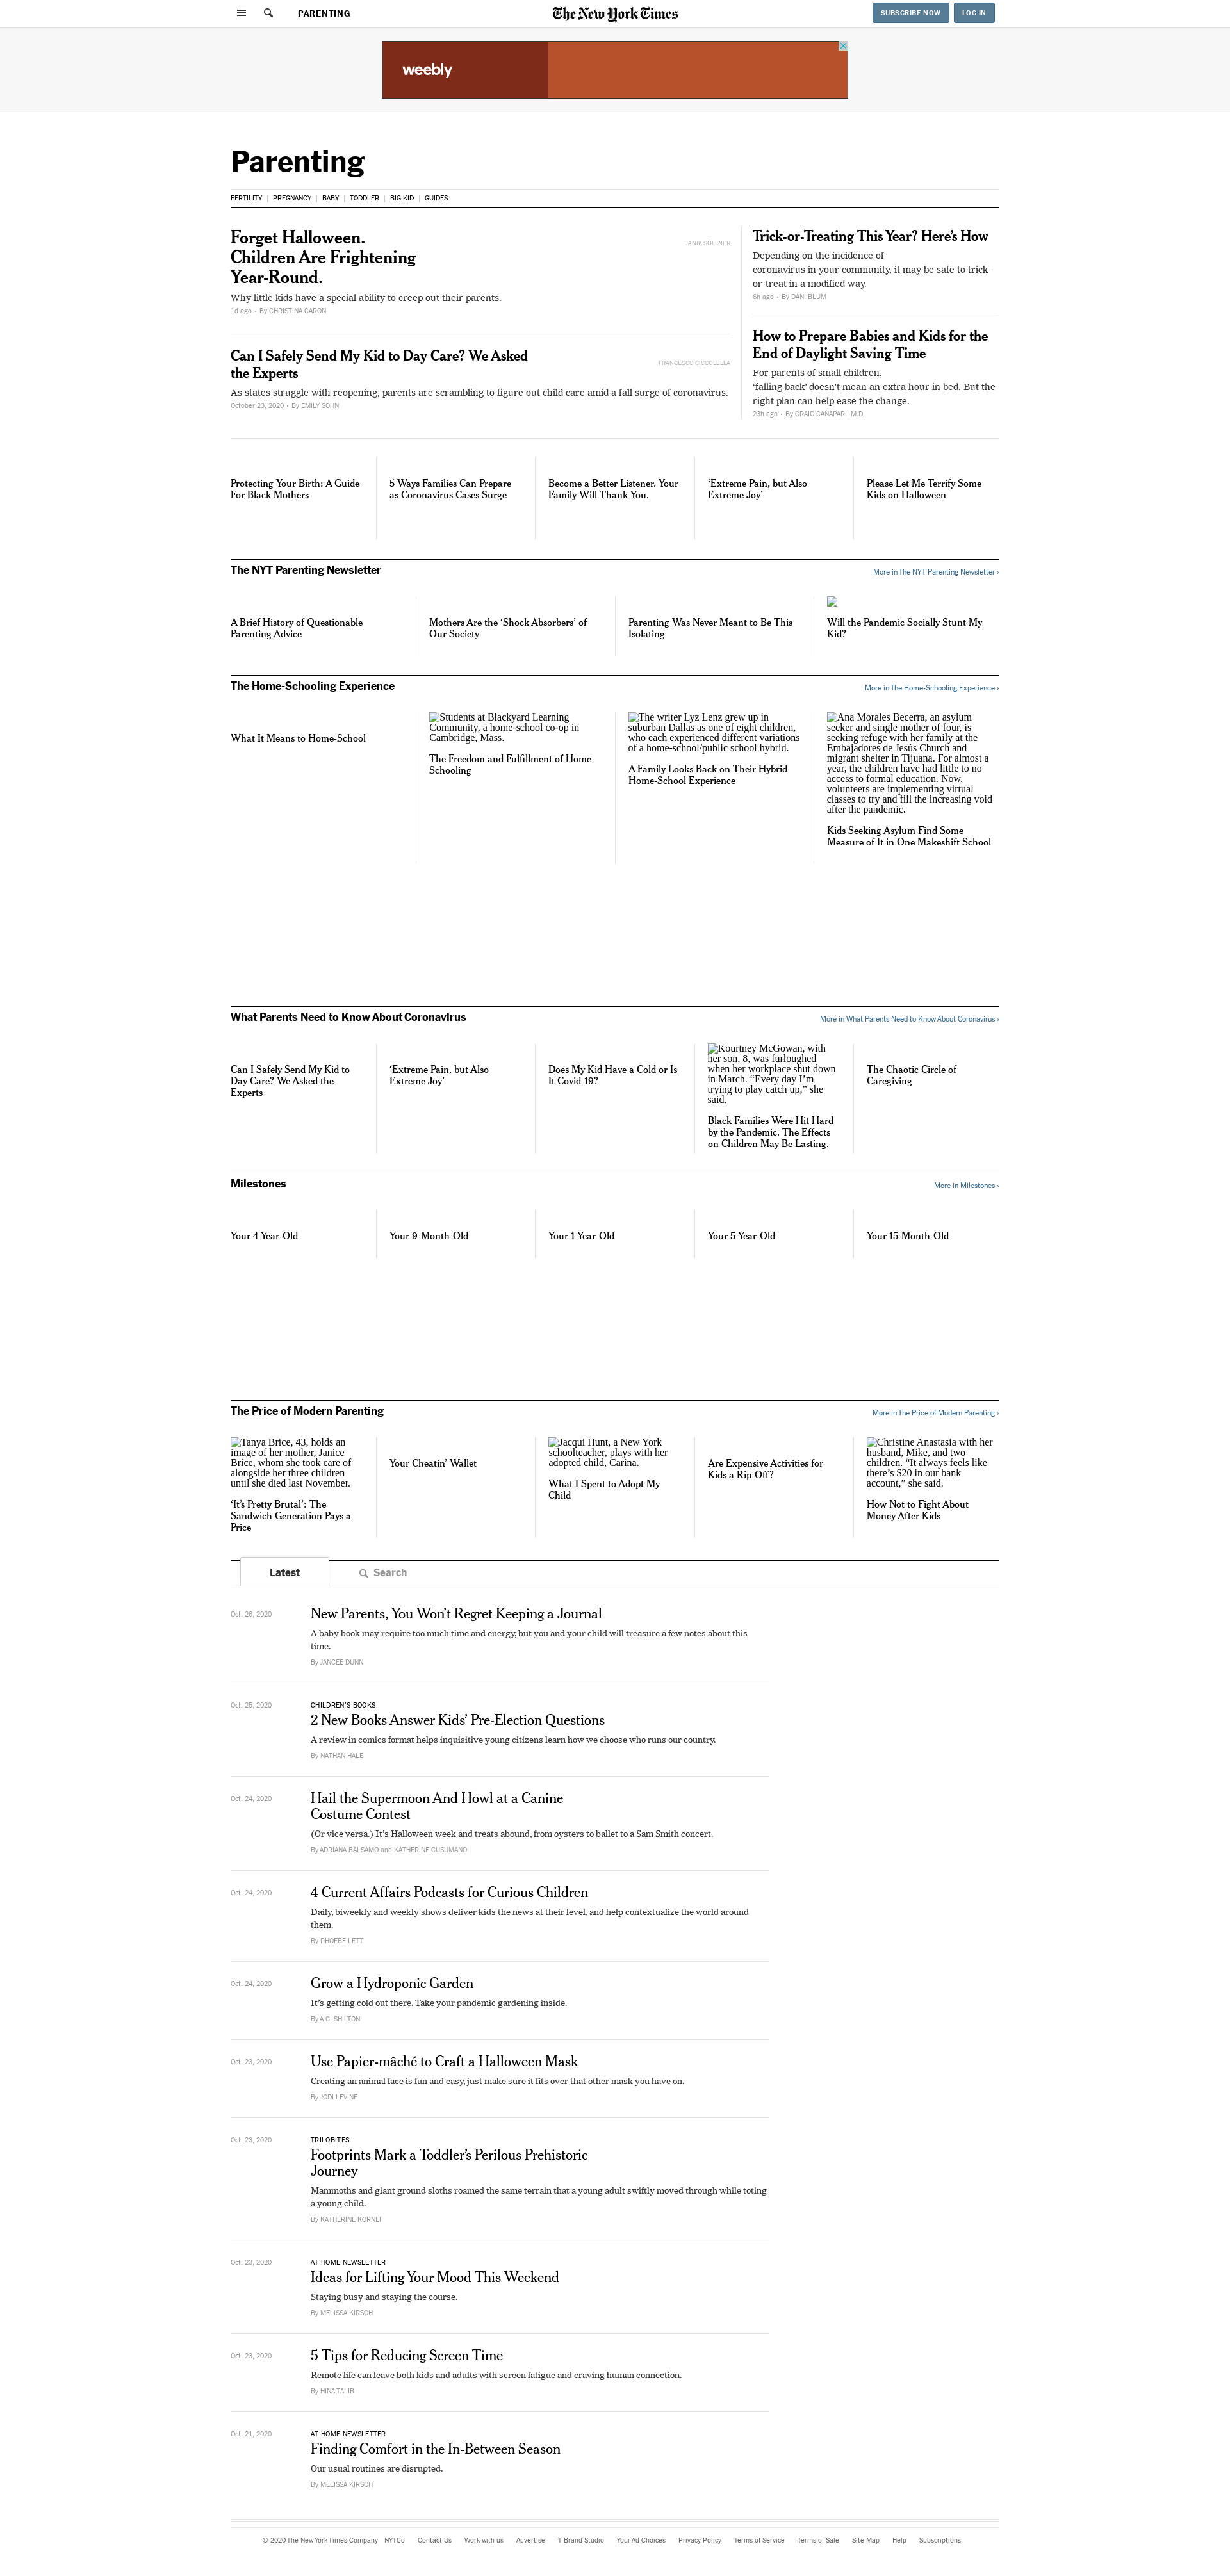 PARENTING
The New York Times
SUBSCRIBE NOW
LOG IN
weebly
Parenting
FERTILITY
PREGNANCY
BABY
TODDLER
BIG KID
GUIDES
Forget Halloween.
Children Are Frightening
Year-Round.
JANIK SÖLLNER
Why little kids have a special ability to creep out their parents.
1d ago • By CHRISTINA CARON
Can I Safely Send My Kid to Day Care? We Asked
the Experts
FRANCESCO CICCOLELLA
As states struggle with reopening, parents are scrambling to figure out child care amid a fall surge of coronavirus.
October 23, 2020 • By EMILY SOHN
Trick-or-Treating This Year? Here’s How
Depending on the incidence of
coronavirus in your community, it may be safe to trick-
or-treat in a modified way.
6h ago • By DANI BLUM
How to Prepare Babies and Kids for the
End of Daylight Saving Time
For parents of small children,
‘falling back’ doesn’t mean an extra hour in bed. But the
right plan can help ease the change.
23h ago • By CRAIG CANAPARI, M.D.
Protecting Your Birth: A Guide
For Black Mothers
5 Ways Families Can Prepare
as Coronavirus Cases Surge
Become a Better Listener. Your
Family Will Thank You.
‘Extreme Pain, but Also
Extreme Joy’
Please Let Me Terrify Some
Kids on Halloween
The NYT Parenting Newsletter
More in The NYT Parenting Newsletter ›
A Brief History of Questionable
Parenting Advice
Mothers Are the ‘Shock Absorbers’ of
Our Society
Parenting Was Never Meant to Be This
Isolating
Will the Pandemic Socially Stunt My
Kid?
The Home-Schooling Experience
More in The Home-Schooling Experience ›
What It Means to Home-School
Students at Blackyard Learning
Community, a home-school co-op in
Cambridge, Mass.
The Freedom and Fulfillment of Home-
Schooling
The writer Lyz Lenz grew up in
suburban Dallas as one of eight children,
who each experienced different variations
of a home-school/public school hybrid.
A Family Looks Back on Their Hybrid
Home-School Experience
Ana Morales Becerra, an asylum
seeker and single mother of four, is
seeking refuge with her family at the
Embajadores de Jesús Church and
migrant shelter in Tijuana. For almost a
year, the children have had little to no
access to formal education. Now,
volunteers are implementing virtual
classes to try and fill the increasing void
after the pandemic.
Kids Seeking Asylum Find Some
Measure of It in One Makeshift School
What Parents Need to Know About Coronavirus
More in What Parents Need to Know About Coronavirus ›
Can I Safely Send My Kid to
Day Care? We Asked the
Experts
‘Extreme Pain, but Also
Extreme Joy’
Does My Kid Have a Cold or Is
It Covid-19?
Kourtney McGowan, with
her son, 8, was furloughed
when her workplace shut down
in March. “Every day I’m
trying to play catch up,” she
said.
Black Families Were Hit Hard
by the Pandemic. The Effects
on Children May Be Lasting.
The Chaotic Circle of
Caregiving
Milestones
More in Milestones ›
Your 4-Year-Old
Your 9-Month-Old
Your 1-Year-Old
Your 5-Year-Old
Your 15-Month-Old
The Price of Modern Parenting
More in The Price of Modern Parenting ›
Tanya Brice, 43, holds an
image of her mother, Janice
Brice, whom she took care of
alongside her three children
until she died last November.
‘It’s Pretty Brutal’: The
Sandwich Generation Pays a
Price
Your Cheatin’ Wallet
Jacqui Hunt, a New York
schoolteacher, plays with her
adopted child, Carina.
What I Spent to Adopt My
Child
Are Expensive Activities for
Kids a Rip-Off?
Christine Anastasia with her
husband, Mike, and two
children. “It always feels like
there’s $20 in our bank
account,” she said.
How Not to Fight About
Money After Kids
Latest
Search
Oct. 26, 2020
New Parents, You Won’t Regret Keeping a Journal
A baby book may require too much time and energy, but you and your child will treasure a few notes about this
time.
By JANCEE DUNN
Oct. 25, 2020
CHILDREN’S BOOKS
2 New Books Answer Kids’ Pre-Election Questions
A review in comics format helps inquisitive young citizens learn how we choose who runs our country.
By NATHAN HALE
Oct. 24, 2020
Hail the Supermoon And Howl at a Canine
Costume Contest
(Or vice versa.) It’s Halloween week and treats abound, from oysters to ballet to a Sam Smith concert.
By ADRIANA BALSAMO and KATHERINE CUSUMANO
Oct. 24, 2020
4 Current Affairs Podcasts for Curious Children
Daily, biweekly and weekly shows deliver kids the news at their level, and help contextualize the world around
them.
By PHOEBE LETT
Oct. 24, 2020
Grow a Hydroponic Garden
It’s getting cold out there. Take your pandemic gardening inside.
By A.C. SHILTON
Oct. 23, 2020
Use Papier-mâché to Craft a Halloween Mask
Creating an animal face is fun and easy, just make sure it fits over that other mask you have on.
By JODI LEVINE
Oct. 23, 2020
TRILOBITES
Footprints Mark a Toddler’s Perilous Prehistoric
Journey
Mammoths and giant ground sloths roamed the same terrain that a young adult swiftly moved through while toting
a young child.
By KATHERINE KORNEI
Oct. 23, 2020
AT HOME NEWSLETTER
Ideas for Lifting Your Mood This Weekend
Staying busy and staying the course.
By MELISSA KIRSCH
Oct. 23, 2020
5 Tips for Reducing Screen Time
Remote life can leave both kids and adults with screen fatigue and craving human connection.
By HINA TALIB
Oct. 21, 2020
AT HOME NEWSLETTER
Finding Comfort in the In-Between Season
Our usual routines are disrupted.
By MELISSA KIRSCH
© 2020 The New York Times Company
NYTCo
Contact Us
Work with us
Advertise
T Brand Studio
Your Ad Choices
Privacy Policy
Terms of Service
Terms of Sale
Site Map
Help
Subscriptions